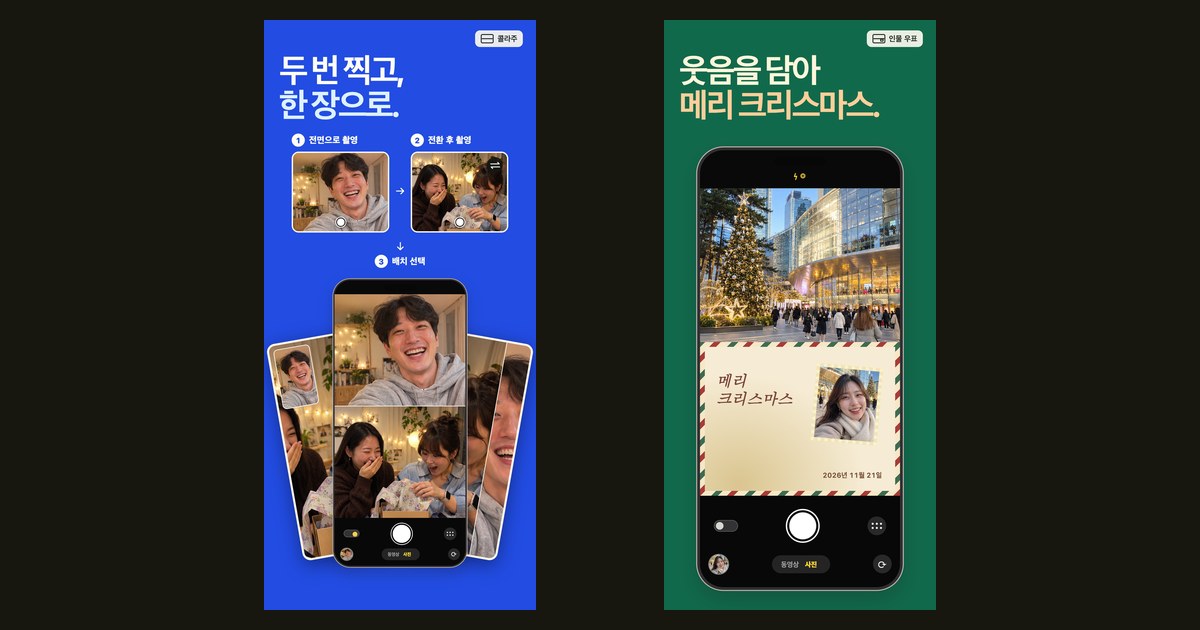 콜라주
두 번 찍고,
한 장으로.
1 전면으로 촬영
2 전환 후 촬영
3 배치 선택
동영상 사진
인물 우표
웃음을 담아
메리 크리스마스.
메리
크리스마스
2026년 11월 21일
동영상 사진